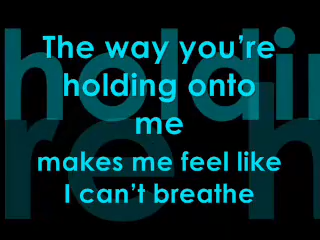 The way you’re
holding onto
me
makes me feel like
I can’t breathe